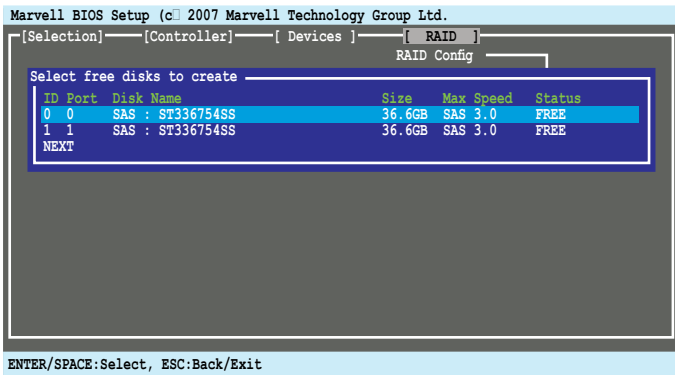 Marvell BIOS Setup (c□ 2007 Marvell Technology Group Ltd.
[Selection] [Controller] [ Devices ] [ RAID ]
RAID Config
Select free disks to create
ID Port Disk Name Size Max Speed Status
0 0 SAS : ST336754SS 36.6GB SAS 3.0 FREE
1 1 SAS : ST336754SS 36.6GB SAS 3.0 FREE
NEXT
ENTER/SPACE:Select, ESC:Back/Exit